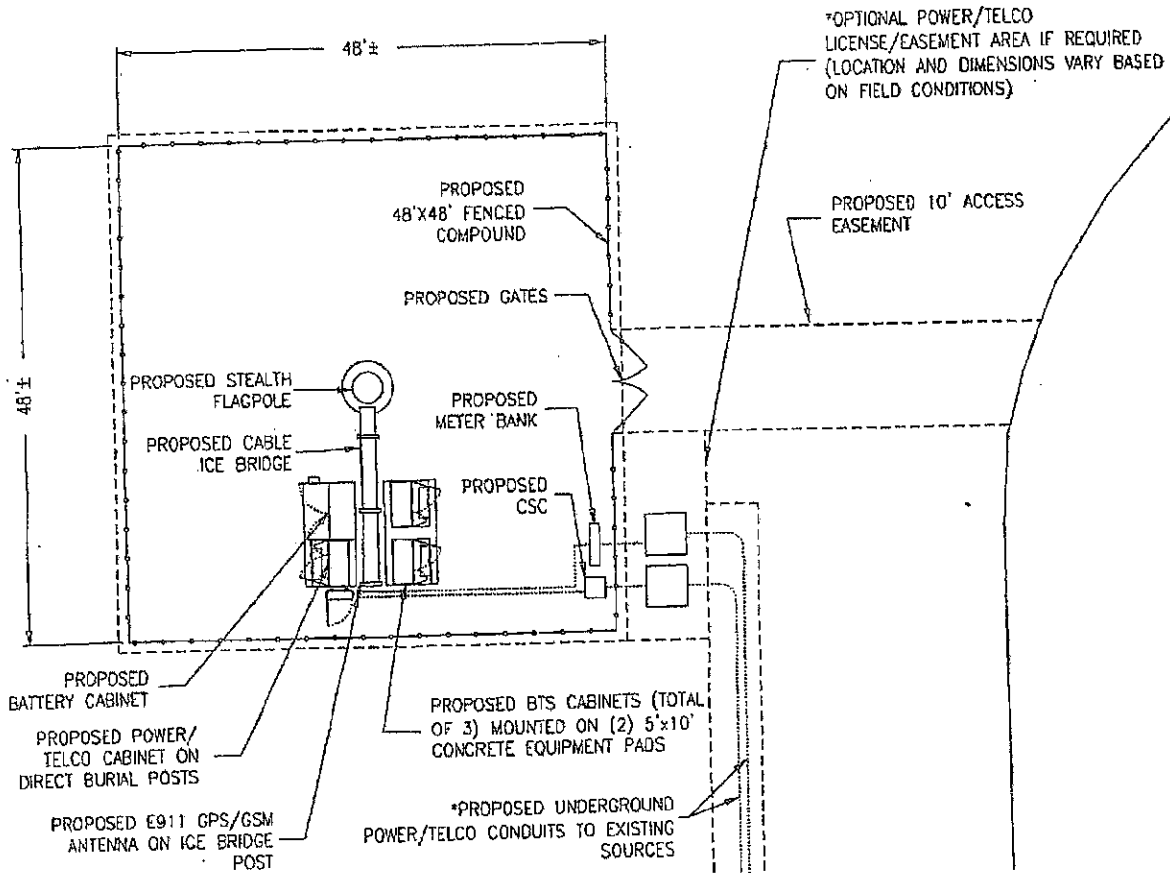 48'±
*OPTIONAL POWER/TELCO
LICENSE/EASEMENT AREA IF REQUIRED
(LOCATION AND DIMENSIONS VARY BASED
ON FIELD CONDITIONS)
PROPOSED
48'X48' FENCED
COMPOUND
PROPOSED 10' ACCESS
EASEMENT
PROPOSED GATES
48'±
PROPOSED STEALTH
FLAGPOLE
PROPOSED
METER BANK
PROPOSED CABLE
ICE BRIDGE
PROPOSED
CSC
PROPOSED
BATTERY CABINET
PROPOSED POWER/
TELCO CABINET ON
DIRECT BURIAL POSTS
PROPOSED E911 GPS/GSM
ANTENNA ON ICE BRIDGE
POST
PROPOSED BTS CABINETS (TOTAL
OF 3) MOUNTED ON (2) 5'x10'
CONCRETE EQUIPMENT PADS
*PROPOSED UNDERGROUND
POWER/TELCO CONDUITS TO EXISTING
SOURCES